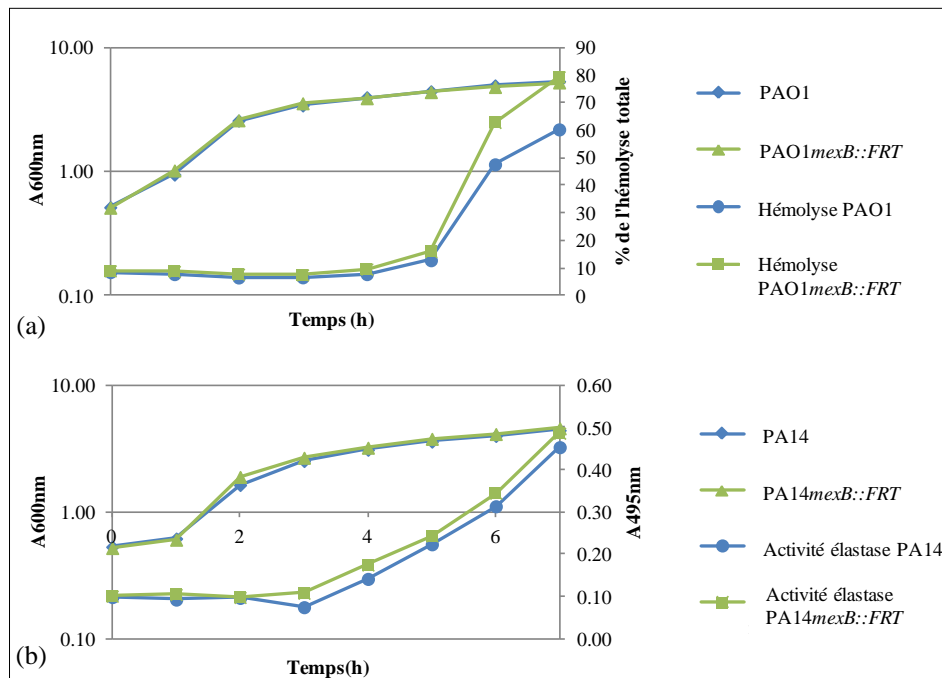 10.00
1.00
0.10
A600nm
90
80
70
60
50
40
30
20
10
0
% de l'hémolyse totale
Temps (h)
(a)
PAO1
PAO1mexB::FRT
Hémolyse PAO1
Hémolyse
PAO1mexB::FRT
10.00
1.00
0.10
A600nm
0 2 4 6
0.60
0.50
0.40
0.30
0.20
0.10
0.00
A495nm
Temps(h)
(b)
PA14
PA14mexB::FRT
Activité élastase PA14
Activité élastase
PA14mexB::FRT